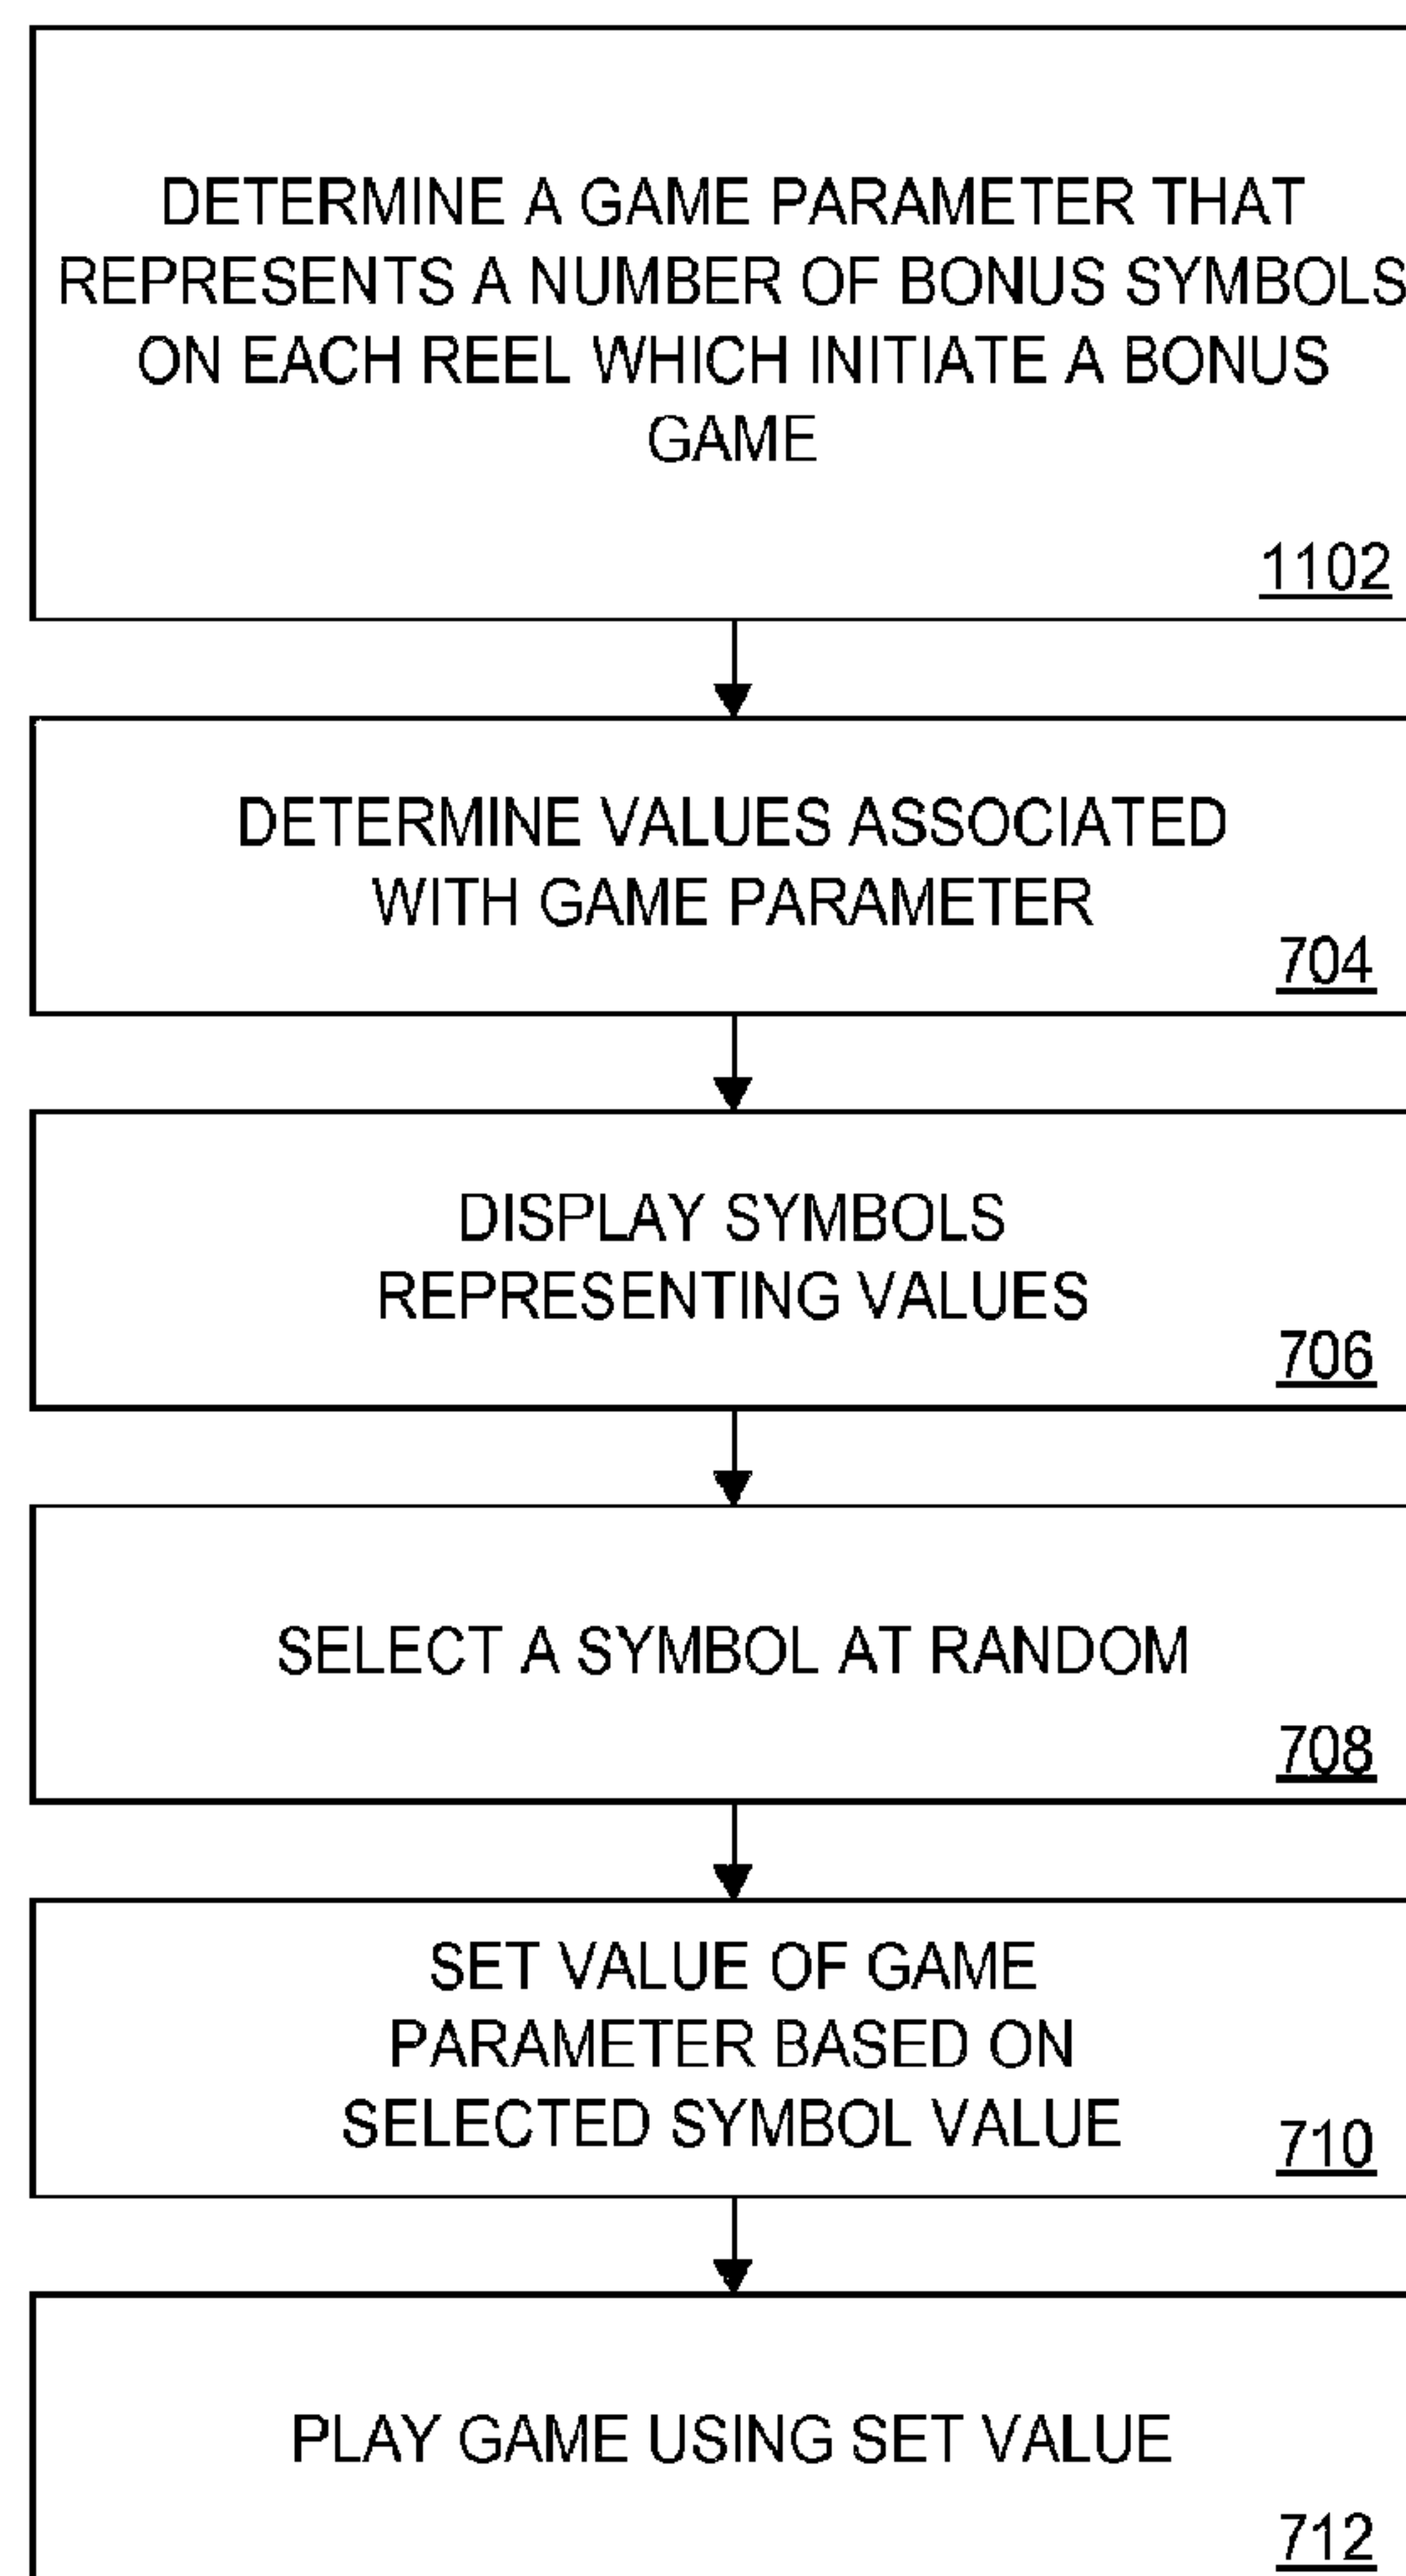 DETERMINE A GAME PARAMETER THAT
REPRESENTS A NUMBER OF BONUS SYMBOLS
ON EACH REEL WHICH INITIATE A BONUS
GAME
1102
DETERMINE VALUES ASSOCIATED
WITH GAME PARAMETER
704
DISPLAY SYMBOLS
REPRESENTING VALUES
706
SELECT A SYMBOL AT RANDOM
708
SET VALUE OF GAME
PARAMETER BASED ON
SELECTED SYMBOL VALUE
710
PLAY GAME USING SET VALUE
712